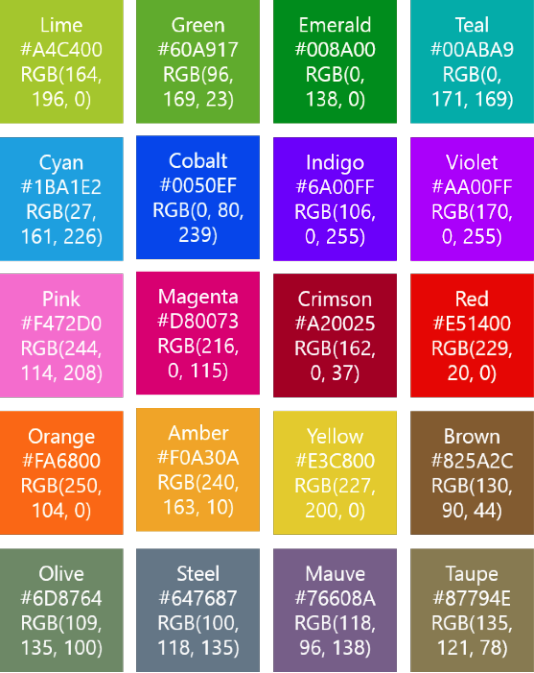 Lime
#A4C400
RGB(164,
196, 0)
Green
#60A917
RGB(96,
169, 23)
Emerald
#008A00
RGB(0,
138, 0)
Teal
#00ABA9
RGB(0,
171, 169)
Cyan
#1BA1E2
RGB(27,
161, 226)
Cobalt
#0050EF
RGB(0, 80,
239)
Indigo
#6A00FF
RGB(106,
0, 255)
Violet
#AA00FF
RGB(170,
0, 255)
Pink
#F472D0
RGB(244,
114, 208)
Magenta
#D80073
RGB(216,
0, 115)
Crimson
#A20025
RGB(162,
0, 37)
Red
#E51400
RGB(229,
20, 0)
Orange
#FA6800
RGB(250,
104, 0)
Amber
#F0A30A
RGB(240,
163, 10)
Yellow
#E3C800
RGB(227,
200, 0)
Brown
#825A2C
RGB(130,
90, 44)
Olive
#6D8764
RGB(109,
135, 100)
Steel
#647687
RGB(100,
118, 135)
Mauve
#76608A
RGB(118,
96, 138)
Taupe
#87794E
RGB(135,
121, 78)